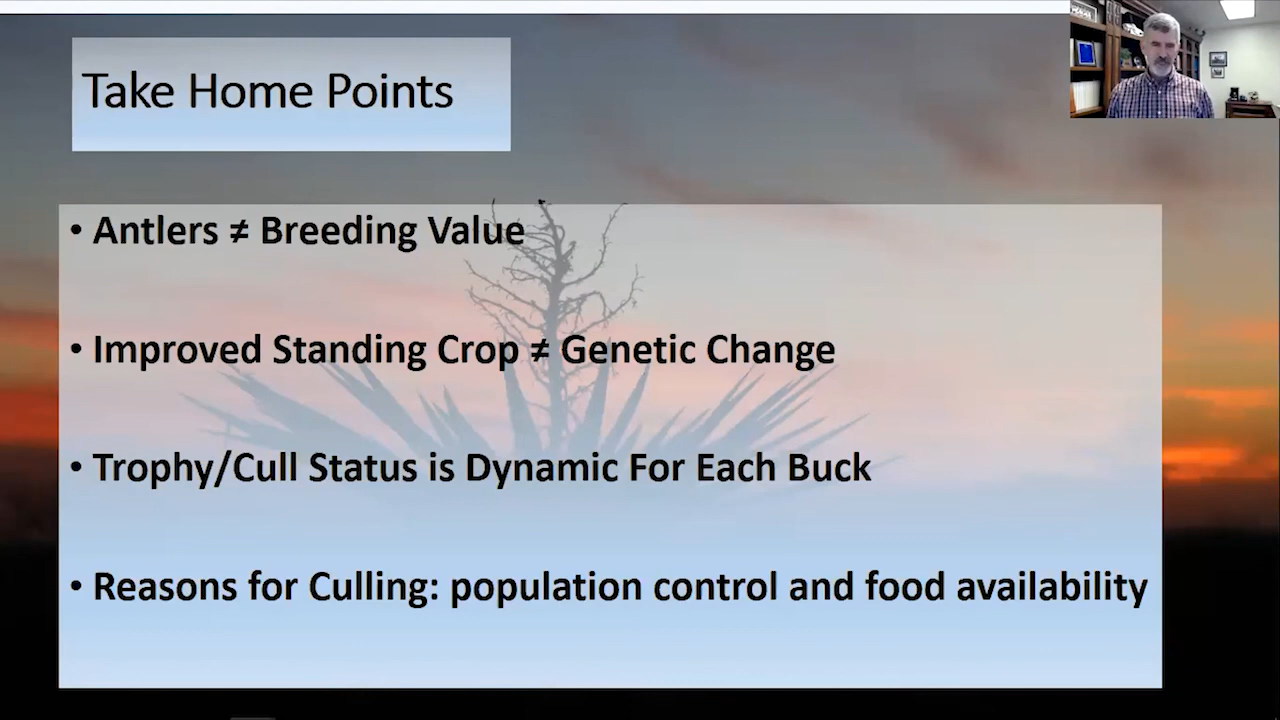 Take Home Points
• Antlers ≠ Breeding Value
• Improved Standing Crop ≠ Genetic Change
• Trophy/Cull Status is Dynamic For Each Buck
• Reasons for Culling: population control and food availability